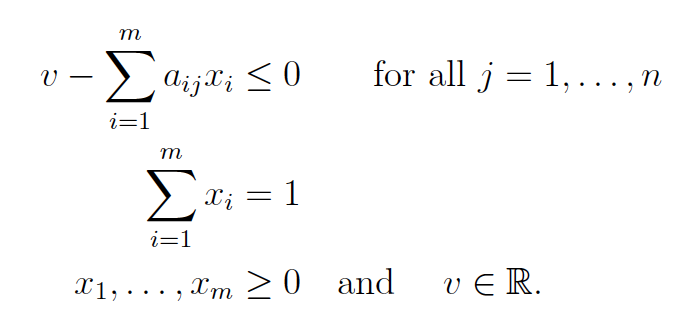 v − ∑_{i=1}^{m} a_{ij} x_i ≤ 0 for all j = 1, . . . , n
∑_{i=1}^{m} x_i = 1
x_1, . . . , x_m ≥ 0 and v ∈ ℝ.